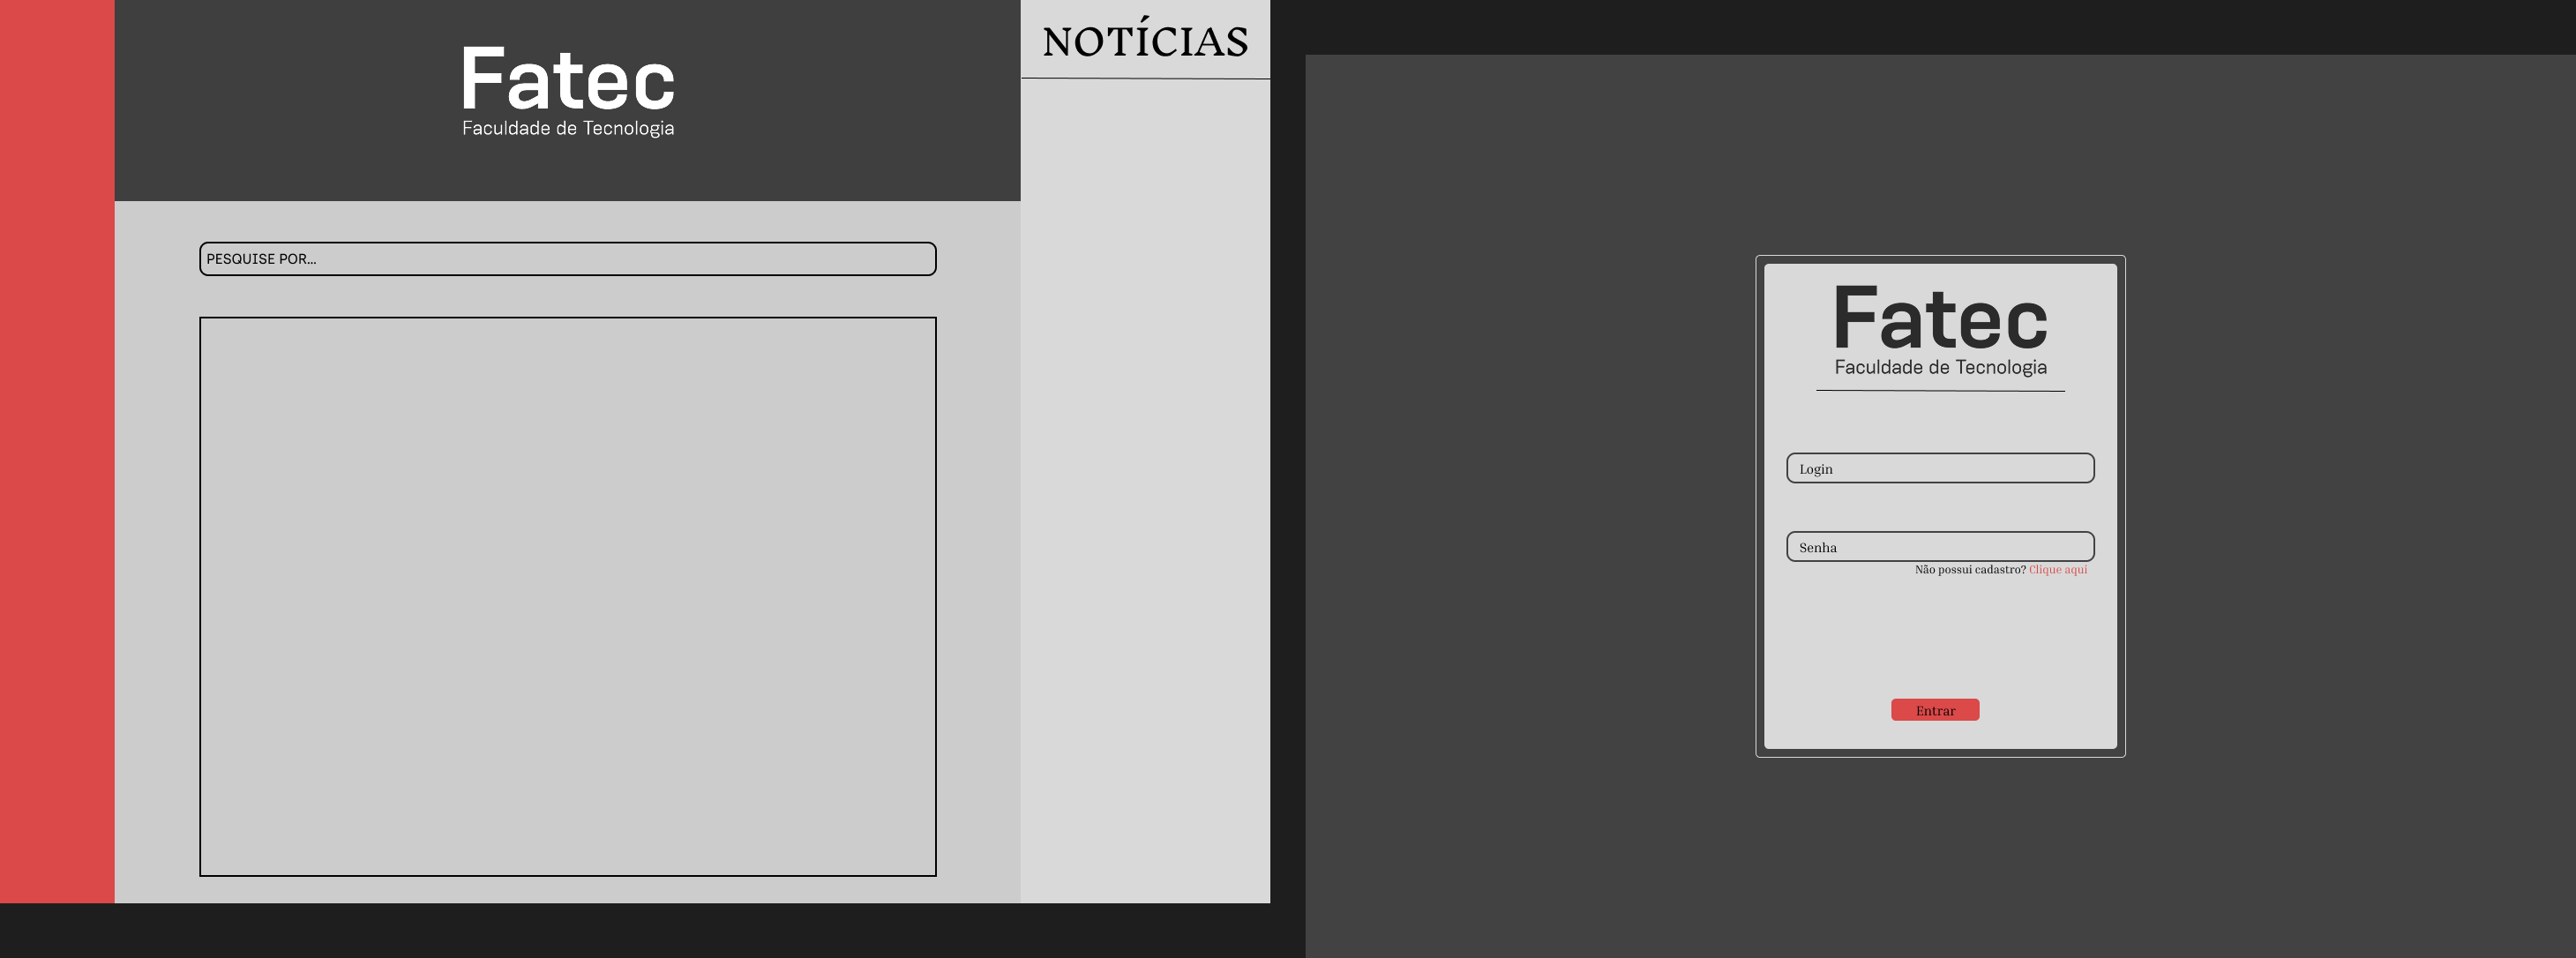 Fatec
Faculdade de Tecnologia
NOTÍCIAS
PESQUISE POR...
Fatec
Faculdade de Tecnologia
Login
Senha
Não possui cadastro? Clique aqui
Entrar